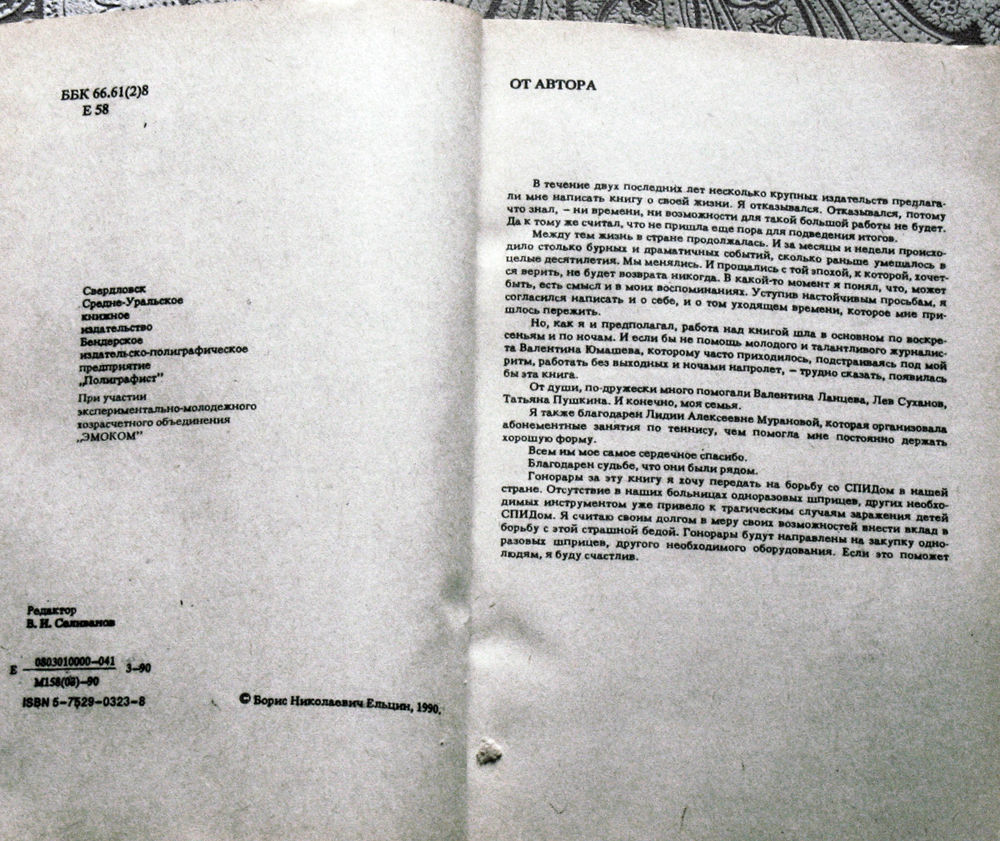 ББК 66.61(2)8
Е 58
Свердловск
Средне-Уральское
книжное
издательство
Бендерское
издательско-полиграфическое
предприятие
„Полиграфист”
При участии
экспериментально-молодежного
хозрасчетного объединения
„ЭМОКОМ”
Редактор
В. И. Селиванов
Е 0803010000—041 3—90
М158(03)—90
ISBN 5—7529—0323—8
© Борис Николаевич Ельцин, 1990.
ОТ АВТОРА
В течение двух последних лет несколько крупных издательств предлага-
ли мне написать книгу о своей жизни. Я отказывался. Отказывался, потому
что знал, — ни времени, ни возможности для такой большой работы не будет.
Да к тому же считал, что не пришла еще пора для подведения итогов.
Между тем жизнь в стране продолжалась. И за месяцы и недели происхо-
дило столько бурных и драматичных событий, сколько раньше умещалось в
целые десятилетия. Мы менялись. И прощались с той эпохой, к которой, хочет-
ся верить, не будет возврата никогда. В какой-то момент я понял, что, может
быть, есть смысл и в моих воспоминаниях. Уступив настойчивым просьбам, я
согласился написать и о себе, и о том уходящем времени, которое мне при-
шлось пережить.
Но, как я и предполагал, работа над книгой шла в основном по воскре-
сеньям и по ночам. И если бы не помощь молодого и талантливого журналис-
та Валентина Юмашева, которому часто приходилось, подстраиваясь под мой
ритм, работать без выходных и ночами напролет, — трудно сказать, появилась
бы эта книга.
От души, по-дружески много помогали Валентина Ланцева, Лев Суханов,
Татьяна Пушкина. И конечно, моя семья.
Я также благодарен Лидии Алексеевне Мурановой, которая организовала
абонементные занятия по теннису, чем помогла мне постоянно держать
хорошую форму.
Всем им мое самое сердечное спасибо.
Благодарен судьбе, что они были рядом.
Гонорары за эту книгу я хочу передать на борьбу со СПИДом в нашей
стране. Отсутствие в наших больницах одноразовых шприцев, других необхо-
димых инструментом уже привело к трагическим случаям заражения детей
СПИДом. Я считаю своим долгом в меру своих возможностей внести вклад в
борьбу с этой страшной бедой. Гонорары будут направлены на закупку одно-
разовых шприцев, другого необходимого оборудования. Если это поможет
людям, я буду счастлив.